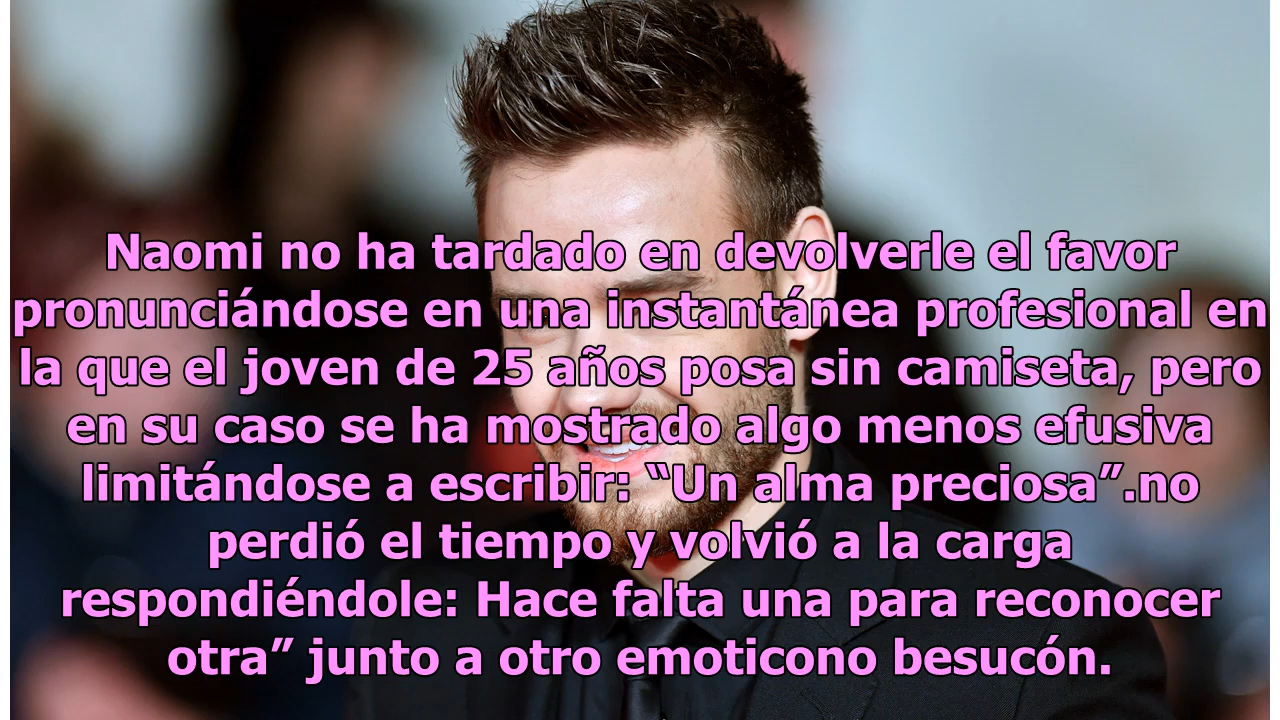 Naomi no ha tardado en devolverle el favor
pronunciándose en una instantánea profesional en
la que el joven de 25 años posa sin camiseta, pero
en su caso se ha mostrado algo menos efusiva
limitándose a escribir: “Un alma preciosa”.no
perdió el tiempo y volvió a la carga
respondiéndole: Hace falta una para reconocer
otra” junto a otro emoticono besucón.